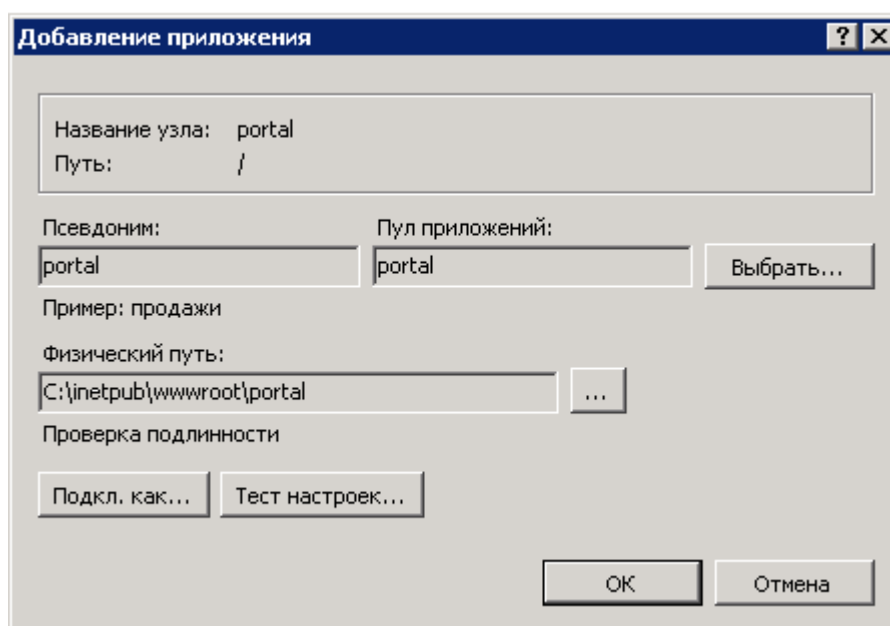 Добавление приложения
Название узла: portal
Путь: /
Псевдоним: Пул приложений:
portal portal Выбрать...
Пример: продажи
Физический путь:
C:\inetpub\wwwroot\portal ...
Проверка подлинности
Подкл. как... Тест настроек...
ОК Отмена